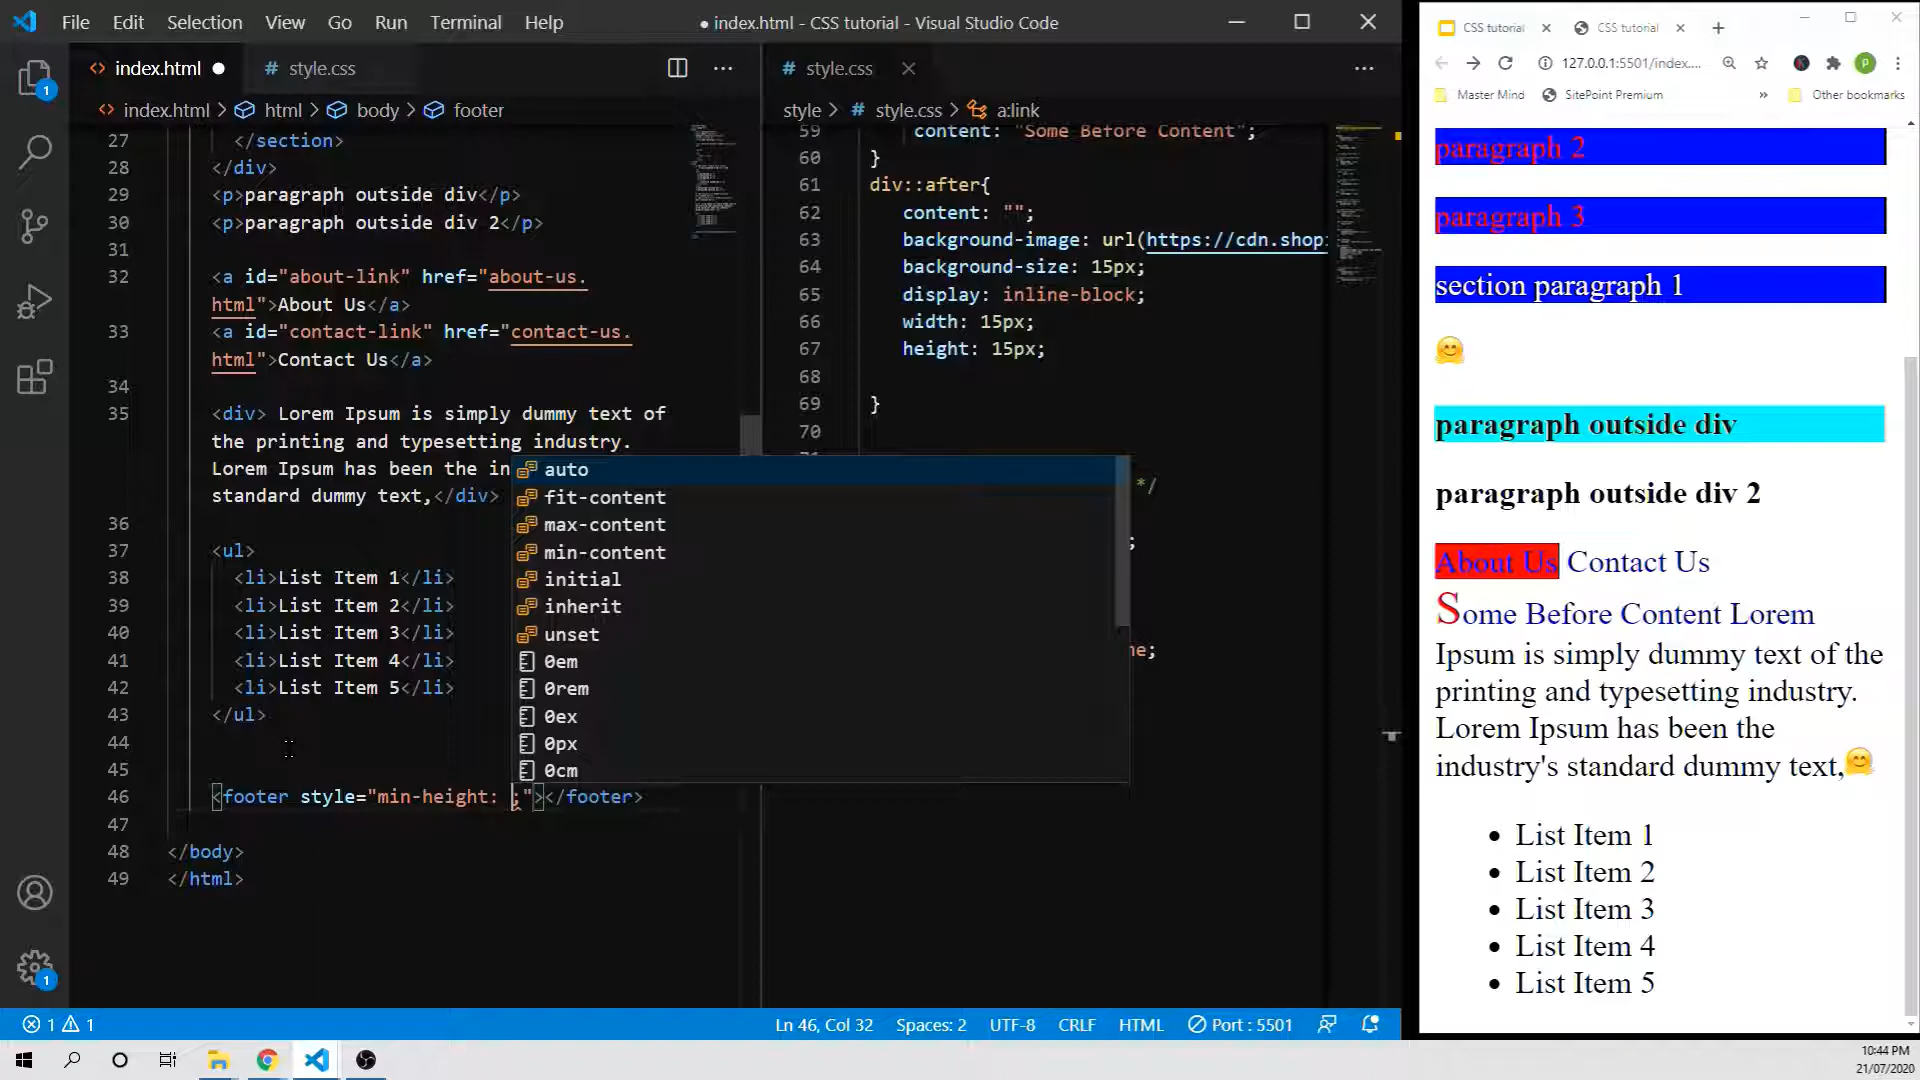 File Edit Selection View Go Run Terminal Help
● index.html - CSS tutorial - Visual Studio Code
<> index.html ●
# style.css
...
# style.css
...
<> index.html > html > body > footer
style > # style.css > a:link
27 </section>
28 </div>
29 <p>paragraph outside div</p>
30 <p>paragraph outside div 2</p>
31
32 <a id="about-link" href="about-us.
html">About Us</a>
33 <a id="contact-link" href="contact-us.
html">Contact Us</a>
34
35 <div> Lorem Ipsum is simply dummy text of
the printing and typesetting industry.
Lorem Ipsum has been the in
standard dummy text,</div>
36
37 <ul>
38 <li>List Item 1</li>
39 <li>List Item 2</li>
40 <li>List Item 3</li>
41 <li>List Item 4</li>
42 <li>List Item 5</li>
43 </ul>
44
45
46 <footer style="min-height: ;"></footer>
47
48 </body>
49 </html>
auto
fit-content
max-content
min-content
initial
inherit
unset
0em
0rem
0ex
0px
0cm
59 content: "Some Before Content";
60 }
61 div::after{
62 content: "";
63 background-image: url(https://cdn.shop
64 background-size: 15px;
65 display: inline-block;
66 width: 15px;
67 height: 15px;
68
69 }
70
*/
;
ne;
1
1
1 1
Ln 46, Col 32 Spaces: 2 UTF-8 CRLF HTML Port : 5501
CSS tutorial
CSS tutorial
127.0.0.1:5501/index....
P
Master Mind
SitePoint Premium
»
Other bookmarks
paragraph 2
paragraph 3
section paragraph 1
🤗
paragraph outside div
paragraph outside div 2
About Us Contact Us
Some Before Content Lorem
Ipsum is simply dummy text of the
printing and typesetting industry.
Lorem Ipsum has been the
industry's standard dummy text,🤗
• List Item 1
• List Item 2
• List Item 3
• List Item 4
• List Item 5
10:44 PM
21/07/2020